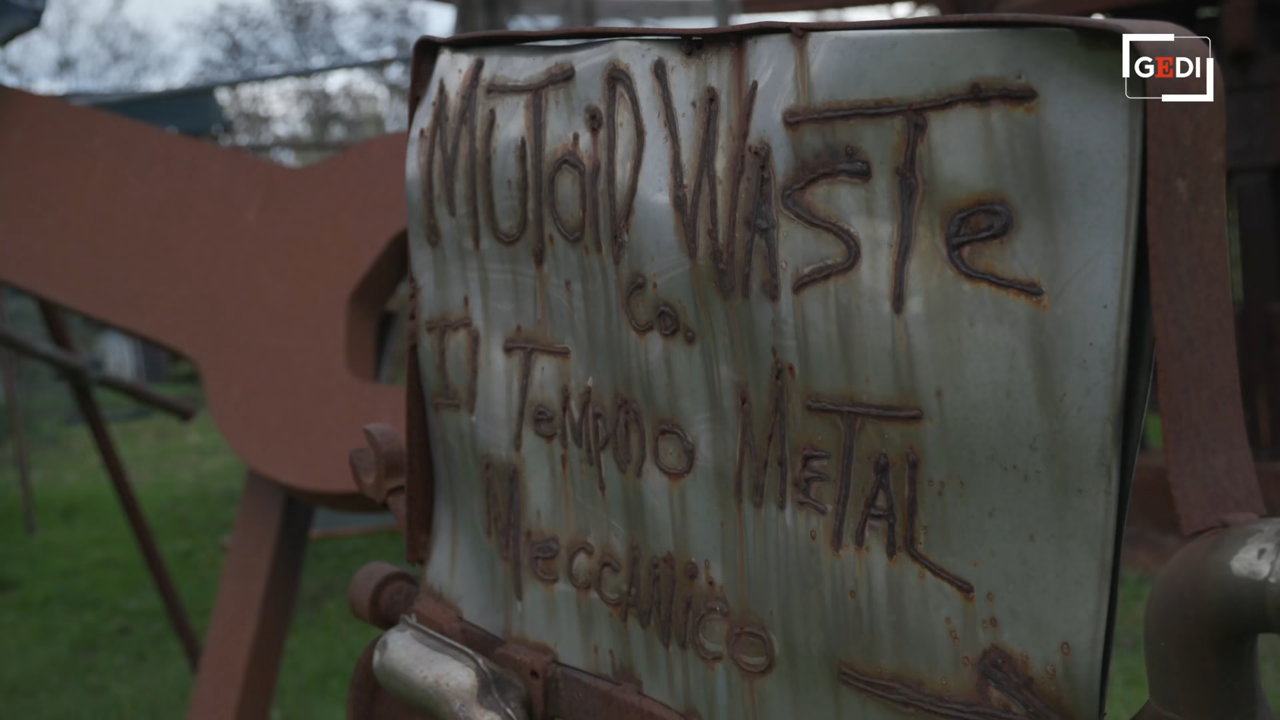 MUToiD WASTe
Co.
Il TeMPiO MeTAL
MeccANico
GEDI